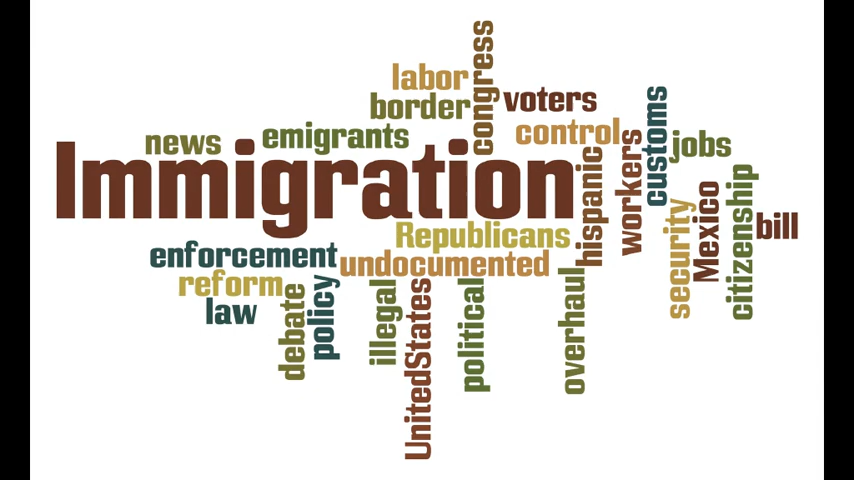 congress
labor
border
voters
customs
control
news
emigrants
workers
jobs
Immigration
hispanic
citizenship
Mexico
security
bill
Republicans
enforcement
undocumented
reform
overhaul
policy
law
debate
illegal
UnitedStates
political